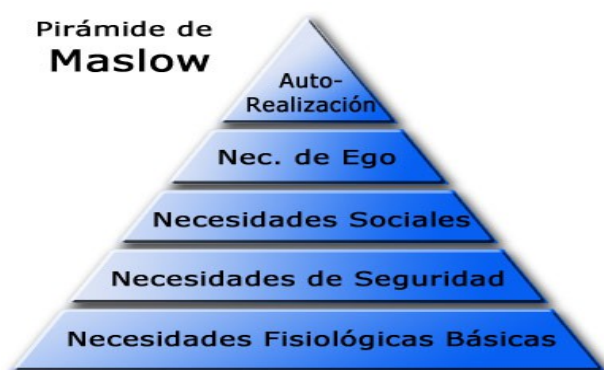 Pirámide de
Maslow
Auto-
Realización
Nec. de Ego
Necesidades Sociales
Necesidades de Seguridad
Necesidades Fisiológicas Básicas